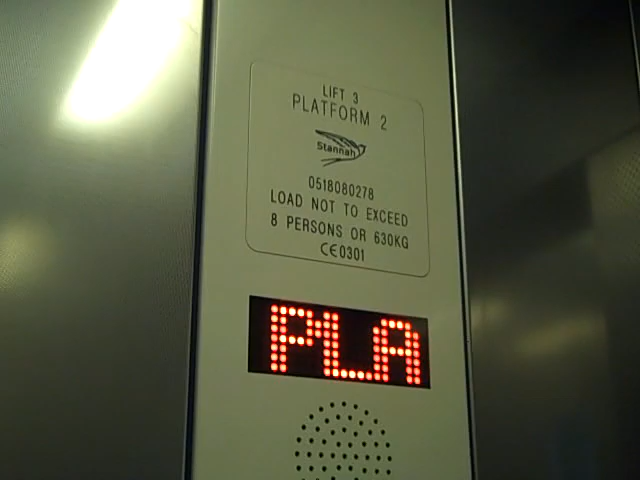 LIFT 3
PLATFORM 2
Stannah
0518080278
LOAD NOT TO EXCEED
8 PERSONS OR 630KG
CE0301
PLA